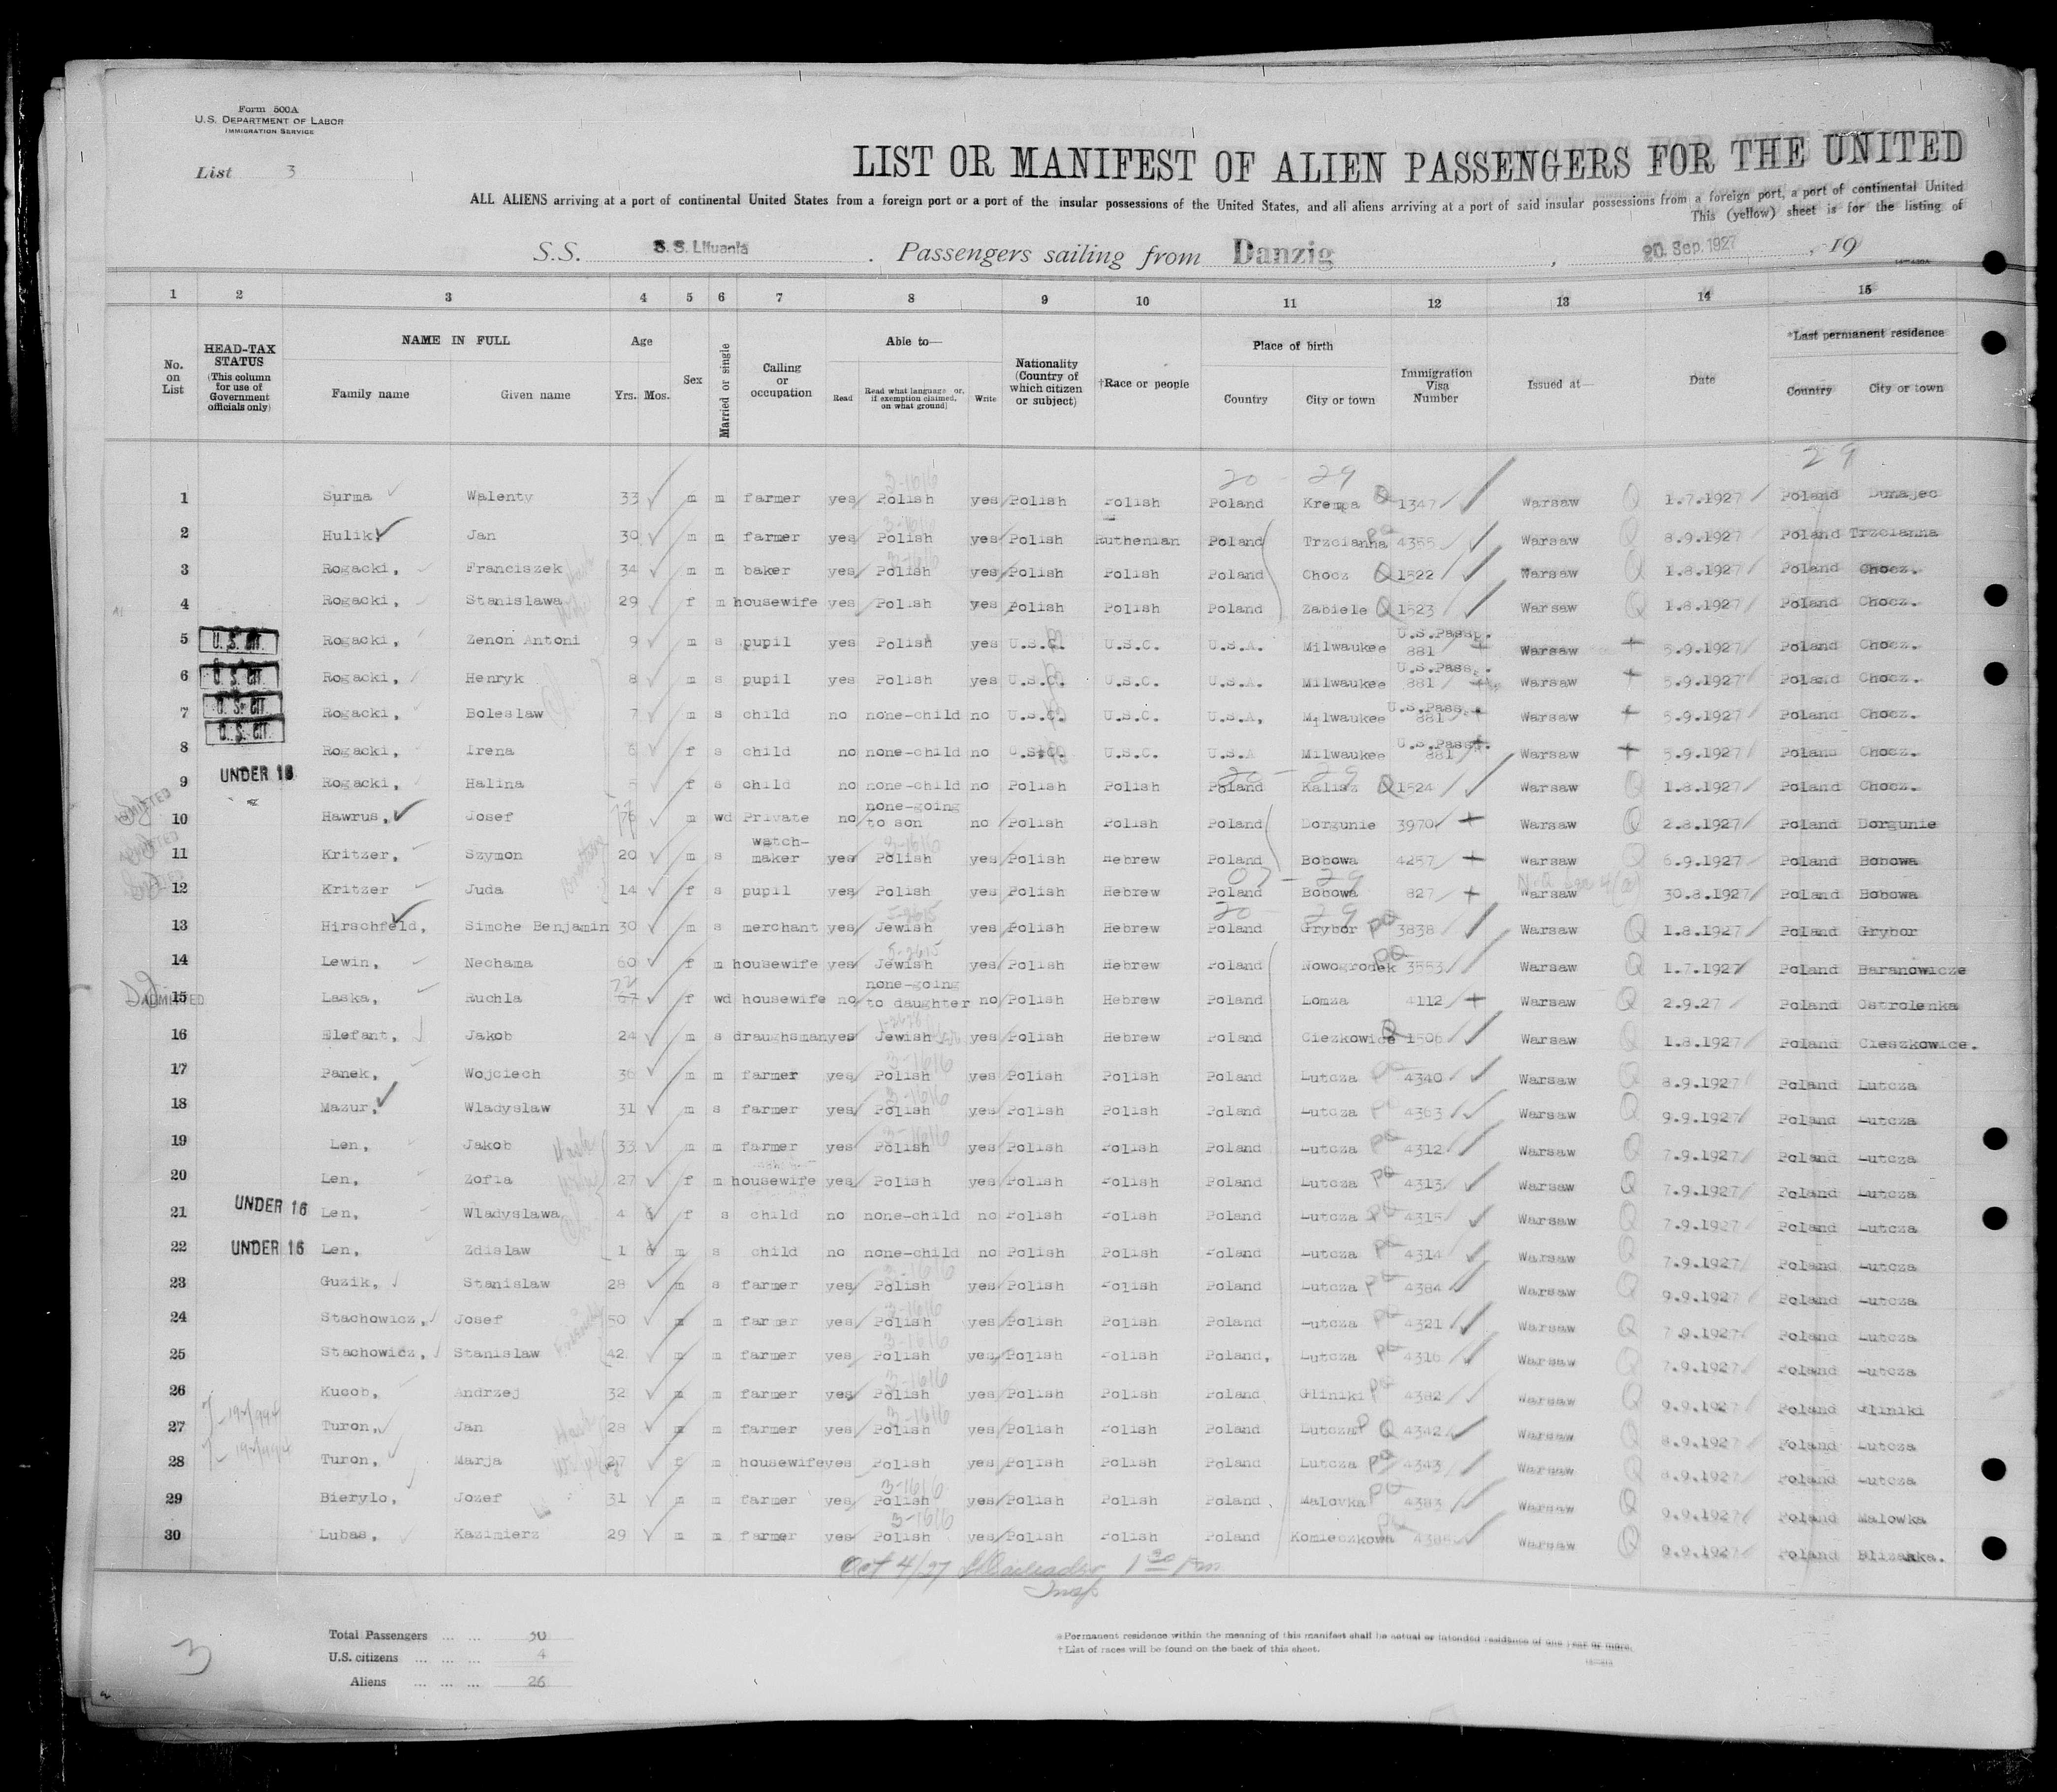 Form 500A
U.S. DEPARTMENT OF LABOR
IMMIGRATION SERVICE
List 3
LIST OR MANIFEST OF ALIEN PASSENGERS FOR THE UNITED
ALL ALIENS arriving at a port of continental United States from a foreign port or a port of the insular possessions of the United States, and all aliens arriving at a port of said insular possessions from a foreign port, a port of continental United
This (yellow) sheet is for the listing of
S.S. S. S. Lituania . Passengers sailing from Danzig , 20. Sep. 1927 , 19
1 2 3 4 5 6 7 8 9 10 11 12 13 14 15
No. on List
HEAD-TAX STATUS (This column for use of Government officials only)
NAME IN FULL
Family name Given name
Age
Yrs. Mos.
Sex
Married or single
Calling or occupation
Able to—
Read
Read what language or, if exemption claimed, on what ground
Write
Nationality (Country of which citizen or subject)
†Race or people
Place of birth
Country City or town
Immigration Visa Number
Issued at—
Date
*Last permanent residence
Country City or town
20 - 29 29
1 Surma Walenty 33 m m farmer yes Polish yes Polish Polish Poland Krempa 1347 Warsaw 1.7.1927 Poland Dunajec
2 Hulik, Jan 30 m m farmer yes Polish yes Polish Ruthenian Poland Trzcianna 4355 Warsaw 8.9.1927 Poland Trzcianna
3 Rogacki, Franciszek 34 m m baker yes Polish yes Polish Polish Poland Chocz 1522 Warsaw 1.8.1927 Poland Chocz.
4 Rogacki, Stanislawa 29 f m housewife yes Polish yes Polish Polish Poland Zabiele 1523 Warsaw 1.8.1927 Poland Chocz.
5 U. S. CIT. Rogacki, Zenon Antoni 9 m s pupil yes Polish yes U.S.C. U.S.C. U.S.A. Milwaukee U.S.Passp. 881 Warsaw 5.9.1927 Poland Chocz.
6 U. S. CIT. Rogacki, Henryk 8 m s pupil yes Polish yes U.S.C. U.S.C. U.S.A. Milwaukee U.S.Passp. 881 Warsaw 5.9.1927 Poland Chocz.
7 U. S. CIT. Rogacki, Boleslaw 7 m s child no none-child no U.S.C. U.S.C. U.S.A, Milwaukee U.S.Passp. 881 Warsaw 5.9.1927 Poland Chocz.
8 U. S. CIT. Rogacki, Irena f s child no none-child no U.S.C. U.S.C. U.S.A Milwaukee U.S.Passp. 881 Warsaw 5.9.1927 Poland Chocz.
20 - 29
9 UNDER 16 Rogacki, Halina 5 f s child no none-child no Polish Polish Poland Kalisz 1524 Warsaw 1.8.1927 Poland Chocz.
10 Hawrus, Josef 76 m wd Private no none-going to son no Polish Polish Poland Dorgunie 3970 Warsaw 2.8.1927 Poland Dorgunie
11 Kritzer, Szymon 20 m s watch-maker yes Polish yes Polish Hebrew Poland Bobowa 4257 Warsaw 6.9.1927 Poland Bobowa
07 - 29
12 Kritzer Juda 14 f s pupil yes Polish yes Polish Hebrew Poland Bobowa 827 Warsaw 30.8.1927 Poland Bobowa
20 29
13 Hirschfeld, Simche Benjamin 30 m s merchant yes Jewish yes Polish Hebrew Poland Grybor 3838 Warsaw 1.8.1927 Poland Grybor
14 Lewin, Nechama 60 f m housewife yes Jewish yes Polish Hebrew Poland Nowogrodek 3553 Warsaw 1.7.1927 Poland Baranowicze
ADMITTED 15 Laska, Ruchla 67 72 f wd housewife no none-going to daughter no Polish Hebrew Poland Lomza 4112 Warsaw 2.9.27 Poland Ostrolenka
16 Elefant, Jakob 24 m s draughsman yes Jewish yes Polish Hebrew Poland Ciezkowice 1506 Warsaw 1.8.1927 Poland Cieszkowice.
17 Panek, Wojciech 36 m m farmer yes Polish yes Polish Polish Poland Lutcza 4340 Warsaw 8.9.1927 Poland Lutcza
18 Mazur, Wladyslaw 31 m s farmer yes Polish yes Polish Polish Poland Lutcza 4363 Warsaw 9.9.1927 Poland Lutcza
19 Len, Jakob 33 m m farmer yes Polish yes Polish Polish Poland Lutcza 4312 Warsaw 7.9.1927 Poland Lutcza
20 Len, Zofia 27 f m housewife yes Polish yes Polish Polish Poland Lutcza 4313 Warsaw 7.9.1927 Poland Lutcza
21 UNDER 16 Len, Wladyslawa 4 6 f s child no none-child no Polish Polish Poland Lutcza 4315 Warsaw 7.9.1927 Poland Lutcza
22 UNDER 16 Len, Zdislaw 1 6 m s child no none-child no Polish Polish Poland Lutcza 4314 Warsaw 7.9.1927 Poland Lutcza
23 Guzik, Stanislaw 28 m s farmer yes Polish yes Polish Polish Poland Lutcza 4384 Warsaw 9.9.1927 Poland Lutcza
24 Stachowicz, Josef 50 m m farmer yes Polish yes Polish Polish Poland Lutcza 4321 Warsaw 7.9.1927 Poland Lutcza
25 Stachowicz, Stanislaw 42 m m farmer yes Polish yes Polish Polish Poland, Lutcza 4316 Warsaw 7.9.1927 Poland Lutcza
26 Kucob, Andrzej 32 m m farmer yes Polish yes Polish Polish Poland Gliniki 4382 Warsaw 9.9.1927 Poland Gliniki
27 Turon, Jan 28 m m farmer yes Polish yes Polish Polish Poland Lutcza 4342 Warsaw 8.9.1927 Poland Lutcza
28 Turon, Marja 27 f m housewife yes Polish yes Polish Polish Poland Lutcza 4343 Warsaw 8.9.1927 Poland Lutcza
29 Bierylo, Jozef 31 m m farmer yes Polish yes Polish Polish Poland Malovka 4383 Warsaw 9.9.1927 Poland Malowka
30 Lubas, Kazimierz 29 m m farmer yes Polish yes Polish Polish Poland Komieszkowa Warsaw 9.9.1927 Poland Blizanka.
Oct 4/27 1 30 Pm
Insp
3
Total Passengers ... ... 30
U.S. citizens ... ... ... 4
Aliens ... ... ... 26
*Permanent residence within the meaning of this manifest shall be actual or intended residence of one year or more.
†List of races will be found on the back of this sheet.